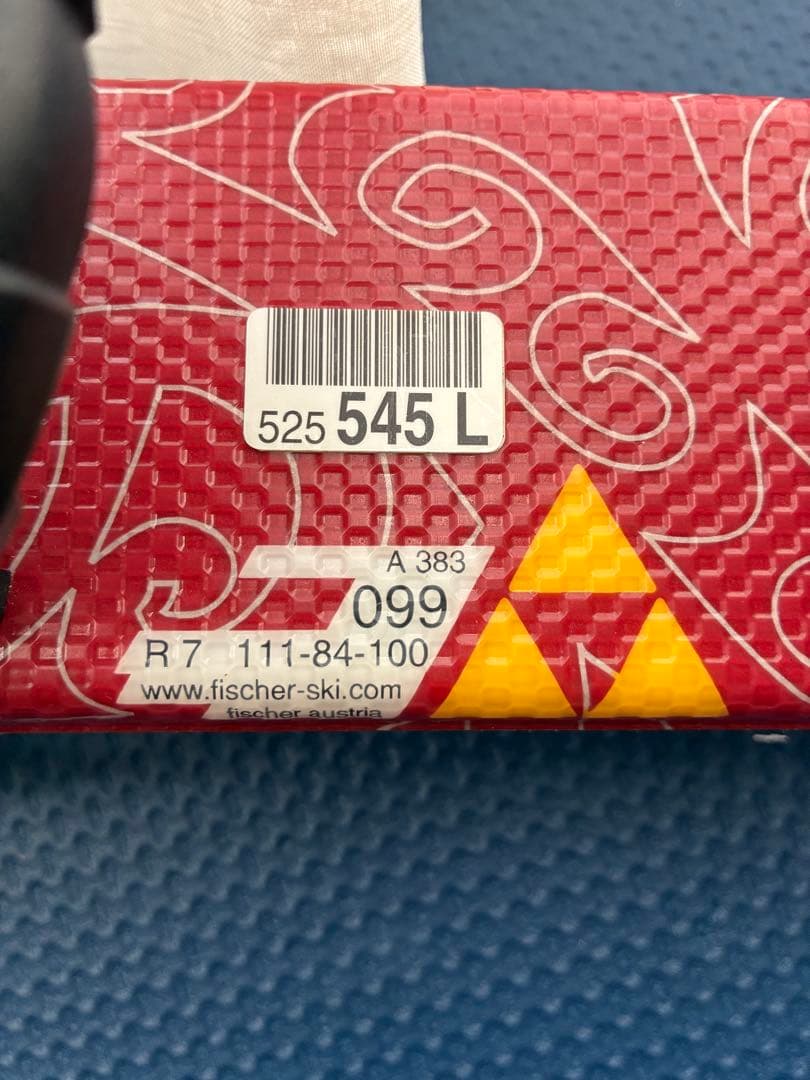 525 545 L
A 383
099
R 7 111-84-100
www.fischer-ski.com
fischer austria